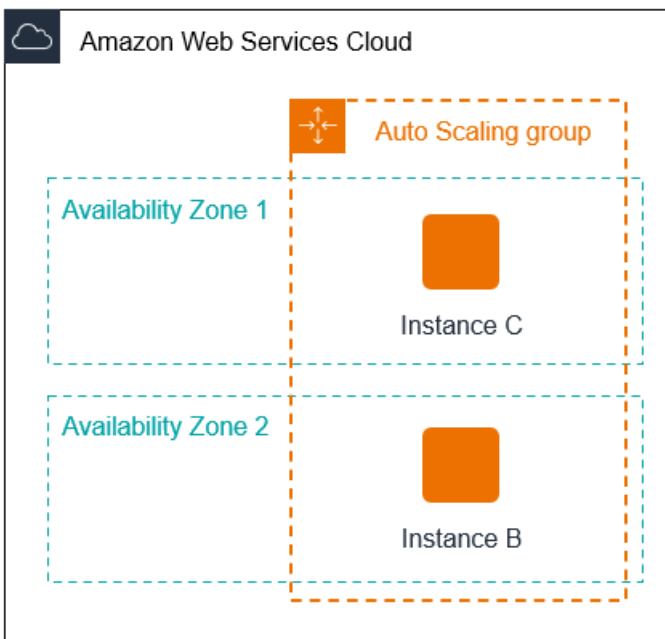 Amazon Web Services Cloud
Auto Scaling group
Availability Zone 1
Instance C
Availability Zone 2
Instance B